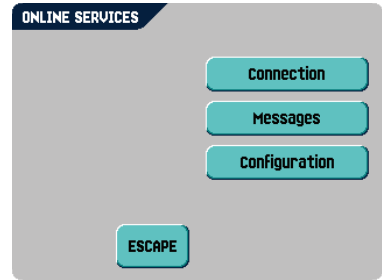 ONLINE SERVICES
Connection
Messages
Configuration
ESCAPE